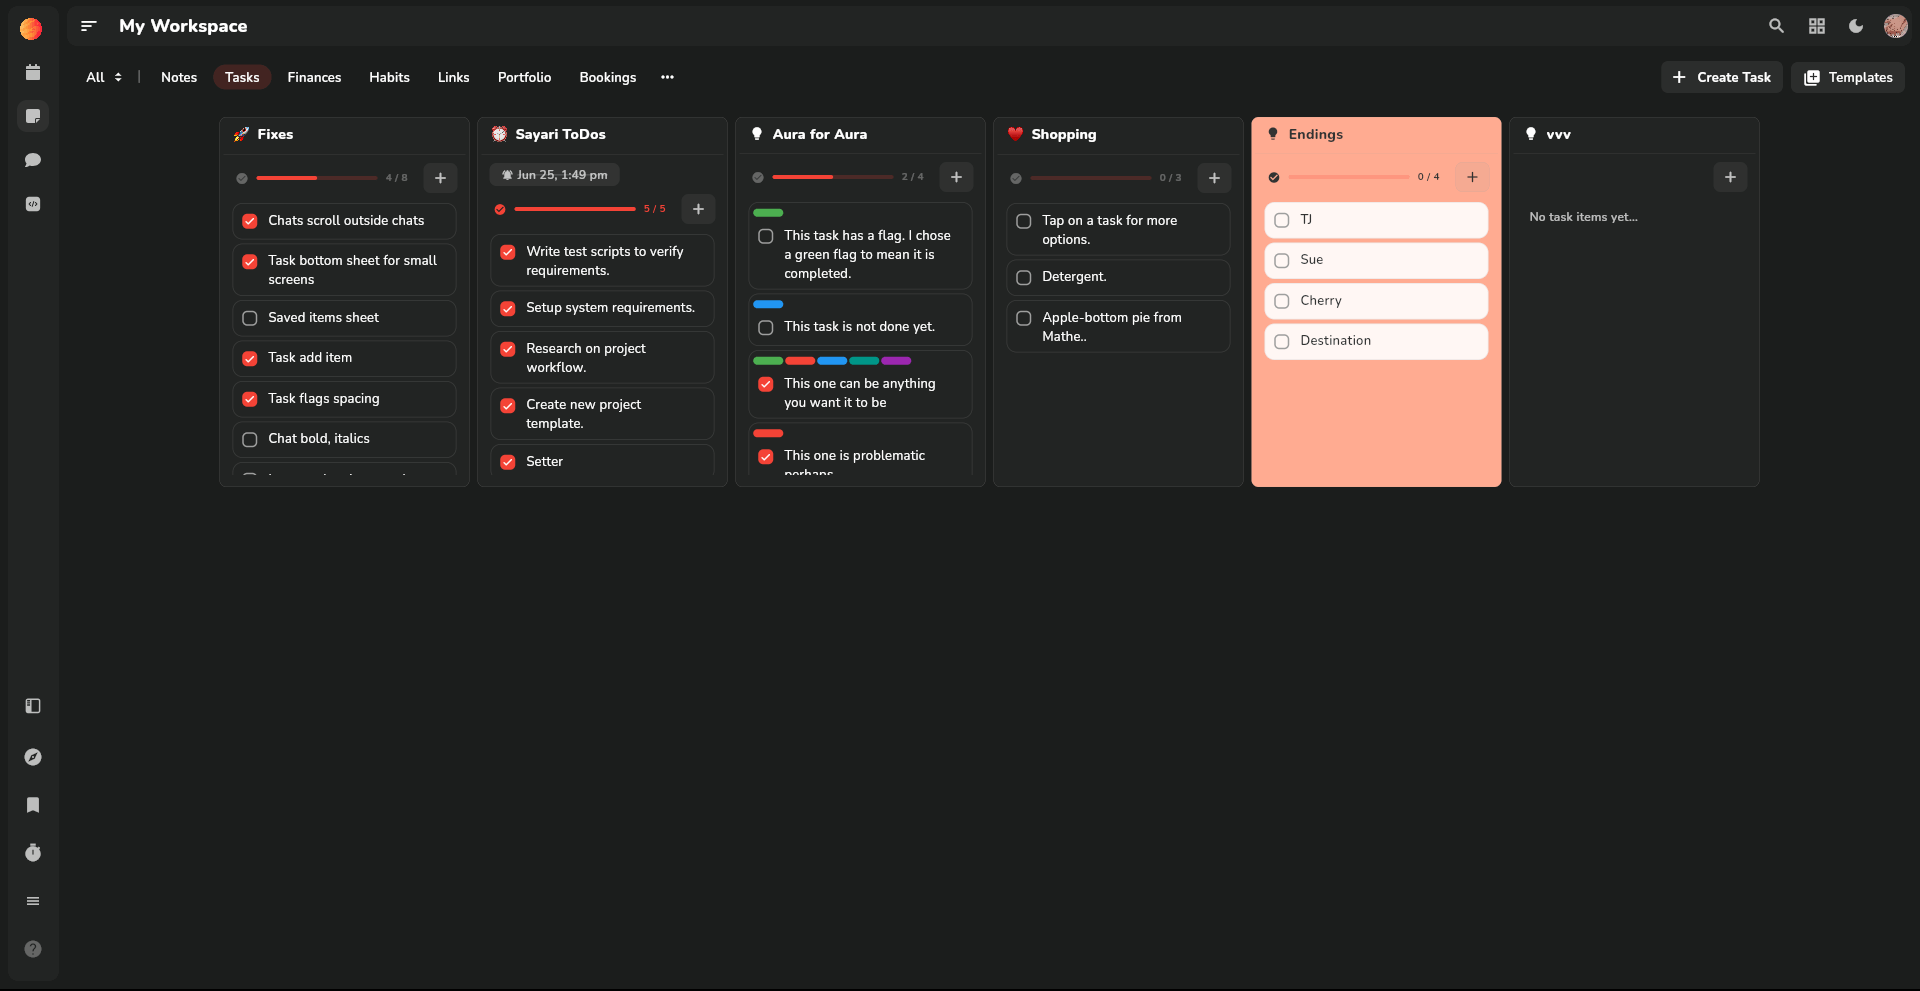 My Workspace
All | Notes Tasks Finances Habits Links Portfolio Bookings
Create Task Templates
Fixes
4 / 8
Chats scroll outside chats
Task bottom sheet for small
screens
Saved items sheet
Task add item
Task flags spacing
Chat bold, italics
Sayari ToDos
Jun 25, 1:49 pm
5 / 5
Write test scripts to verify
requirements.
Setup system requirements.
Research on project
workflow.
Create new project
template.
Setter
Aura for Aura
2 / 4
This task has a flag. I chose
a green flag to mean it is
completed.
This task is not done yet.
This one can be anything
you want it to be
This one is problematic
perhaps
Shopping
0 / 3
Tap on a task for more
options.
Detergent.
Apple-bottom pie from
Mathe..
Endings
0 / 4
TJ
Sue
Cherry
Destination
vvv
No task items yet...